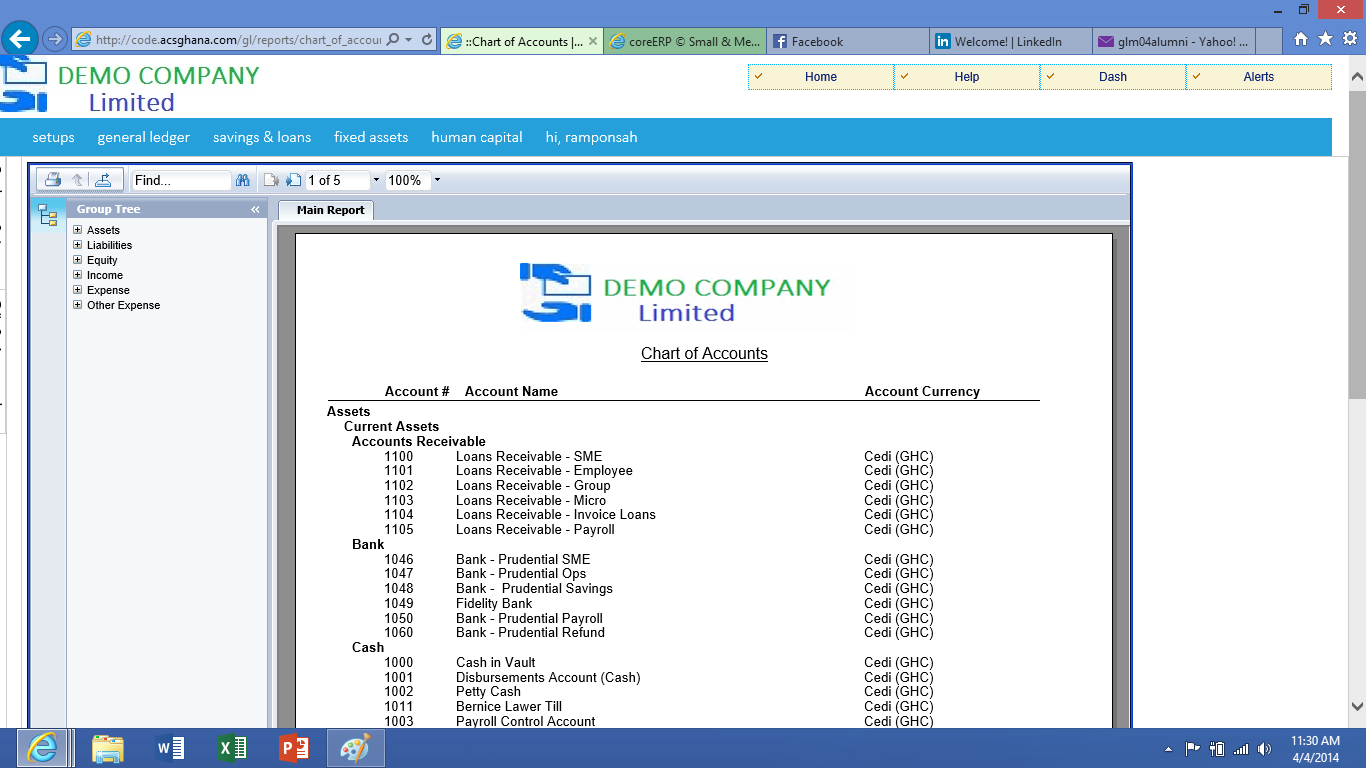 http://code.acsghana.com/gl/reports/chart_of_accou
::Chart of Accounts |...
coreERP © Small & Me...
Facebook
Welcome! | LinkedIn
glm04alumni - Yahoo! ...
DEMO COMPANY
Limited
Home
Help
Dash
Alerts
setups general ledger savings & loans fixed assets human capital hi, ramponsah
Find...
1 of 5
100%
Group Tree
Main Report
Assets
Liabilities
Equity
Income
Expense
Other Expense
DEMO COMPANY
Limited
Chart of Accounts
Account # Account Name Account Currency
Assets
Current Assets
Accounts Receivable
1100 Loans Receivable - SME Cedi (GHC)
1101 Loans Receivable - Employee Cedi (GHC)
1102 Loans Receivable - Group Cedi (GHC)
1103 Loans Receivable - Micro Cedi (GHC)
1104 Loans Receivable - Invoice Loans Cedi (GHC)
1105 Loans Receivable - Payroll Cedi (GHC)
Bank
1046 Bank - Prudential SME Cedi (GHC)
1047 Bank - Prudential Ops Cedi (GHC)
1048 Bank -  Prudential Savings Cedi (GHC)
1049 Fidelity Bank Cedi (GHC)
1050 Bank - Prudential Payroll Cedi (GHC)
1060 Bank - Prudential Refund Cedi (GHC)
Cash
1000 Cash in Vault Cedi (GHC)
1001 Disbursements Account (Cash) Cedi (GHC)
1002 Petty Cash Cedi (GHC)
1011 Bernice Lawer Till Cedi (GHC)
1003 Payroll Control Account Cedi (GHC)
11:30 AM
4/4/2014